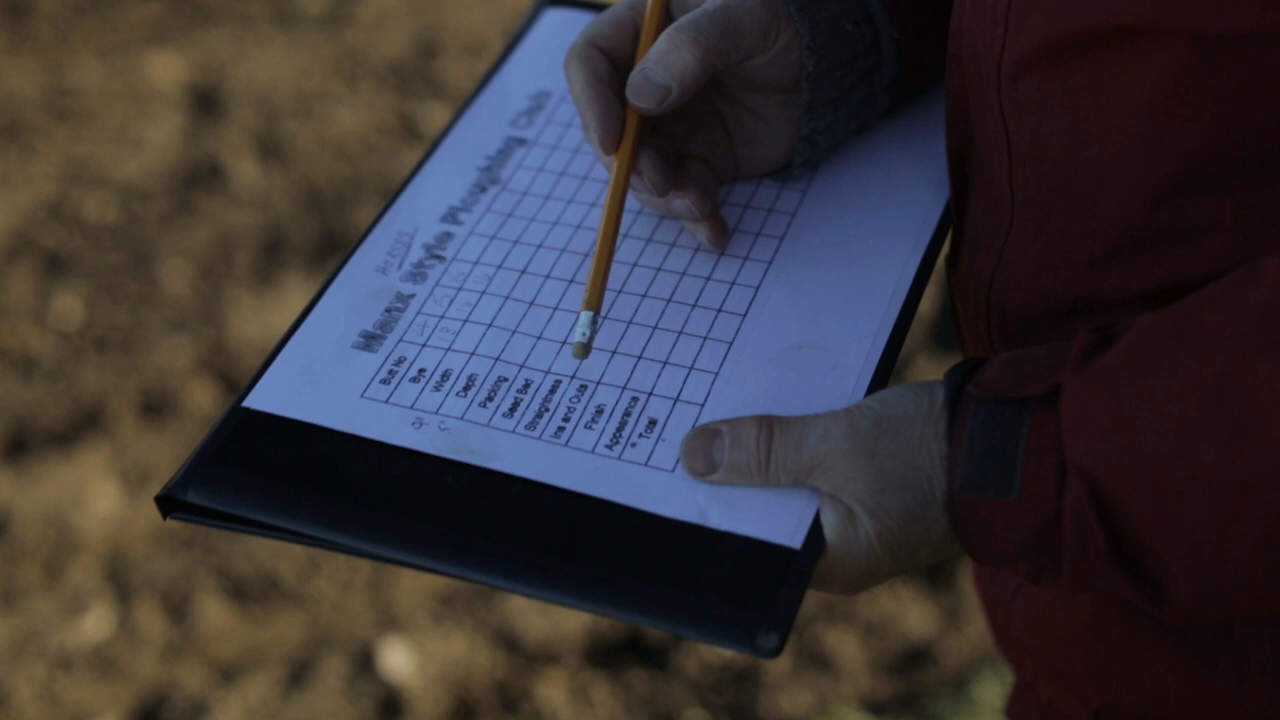 Manx Style Ploughing Club
HORSES
Butt No
Bye
Width
Depth
Packing
Seed Bed
Straightness
Ins and Outs
Finish
Appearance
* Total